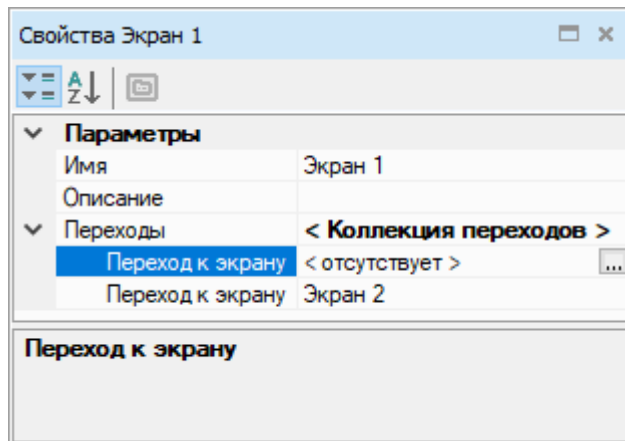 Свойства Экран 1
Параметры
Имя Экран 1
Описание
Переходы < Коллекция переходов >
Переход к экрану < отсутствует > ...
Переход к экрану Экран 2
Переход к экрану